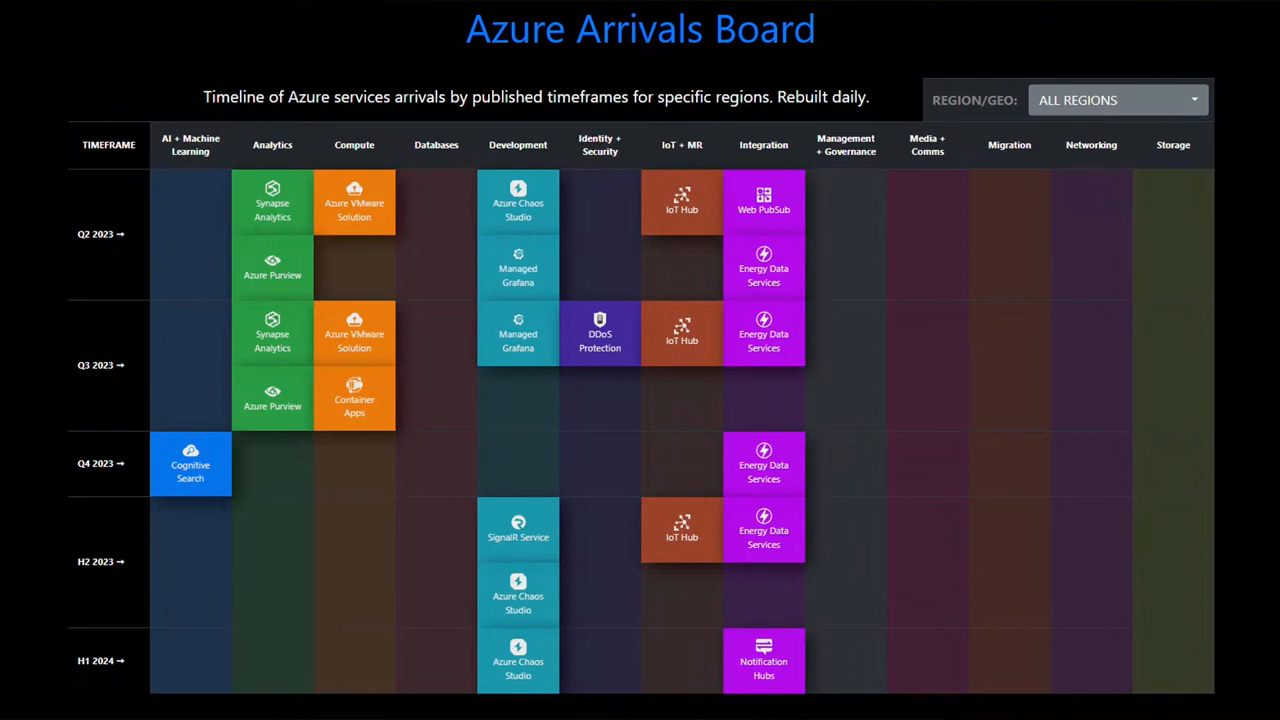 Azure Arrivals Board
Timeline of Azure services arrivals by published timeframes for specific regions. Rebuilt daily.
REGION/GEO:
ALL REGIONS
TIMEFRAME
AI + Machine
Learning
Analytics
Compute
Databases
Development
Identity +
Security
IoT + MR
Integration
Management
+ Governance
Media +
Comms
Migration
Networking
Storage
Q2 2023 →
Synapse
Analytics
Azure VMware
Solution
Azure Chaos
Studio
IoT Hub
Web PubSub
Azure Purview
Managed
Grafana
Energy Data
Services
Q3 2023 →
Synapse
Analytics
Azure VMware
Solution
Managed
Grafana
DDoS
Protection
IoT Hub
Energy Data
Services
Azure Purview
Container
Apps
Q4 2023 →
Cognitive
Search
Energy Data
Services
H2 2023 →
SignalR Service
IoT Hub
Energy Data
Services
Azure Chaos
Studio
H1 2024 →
Azure Chaos
Studio
Notification
Hubs